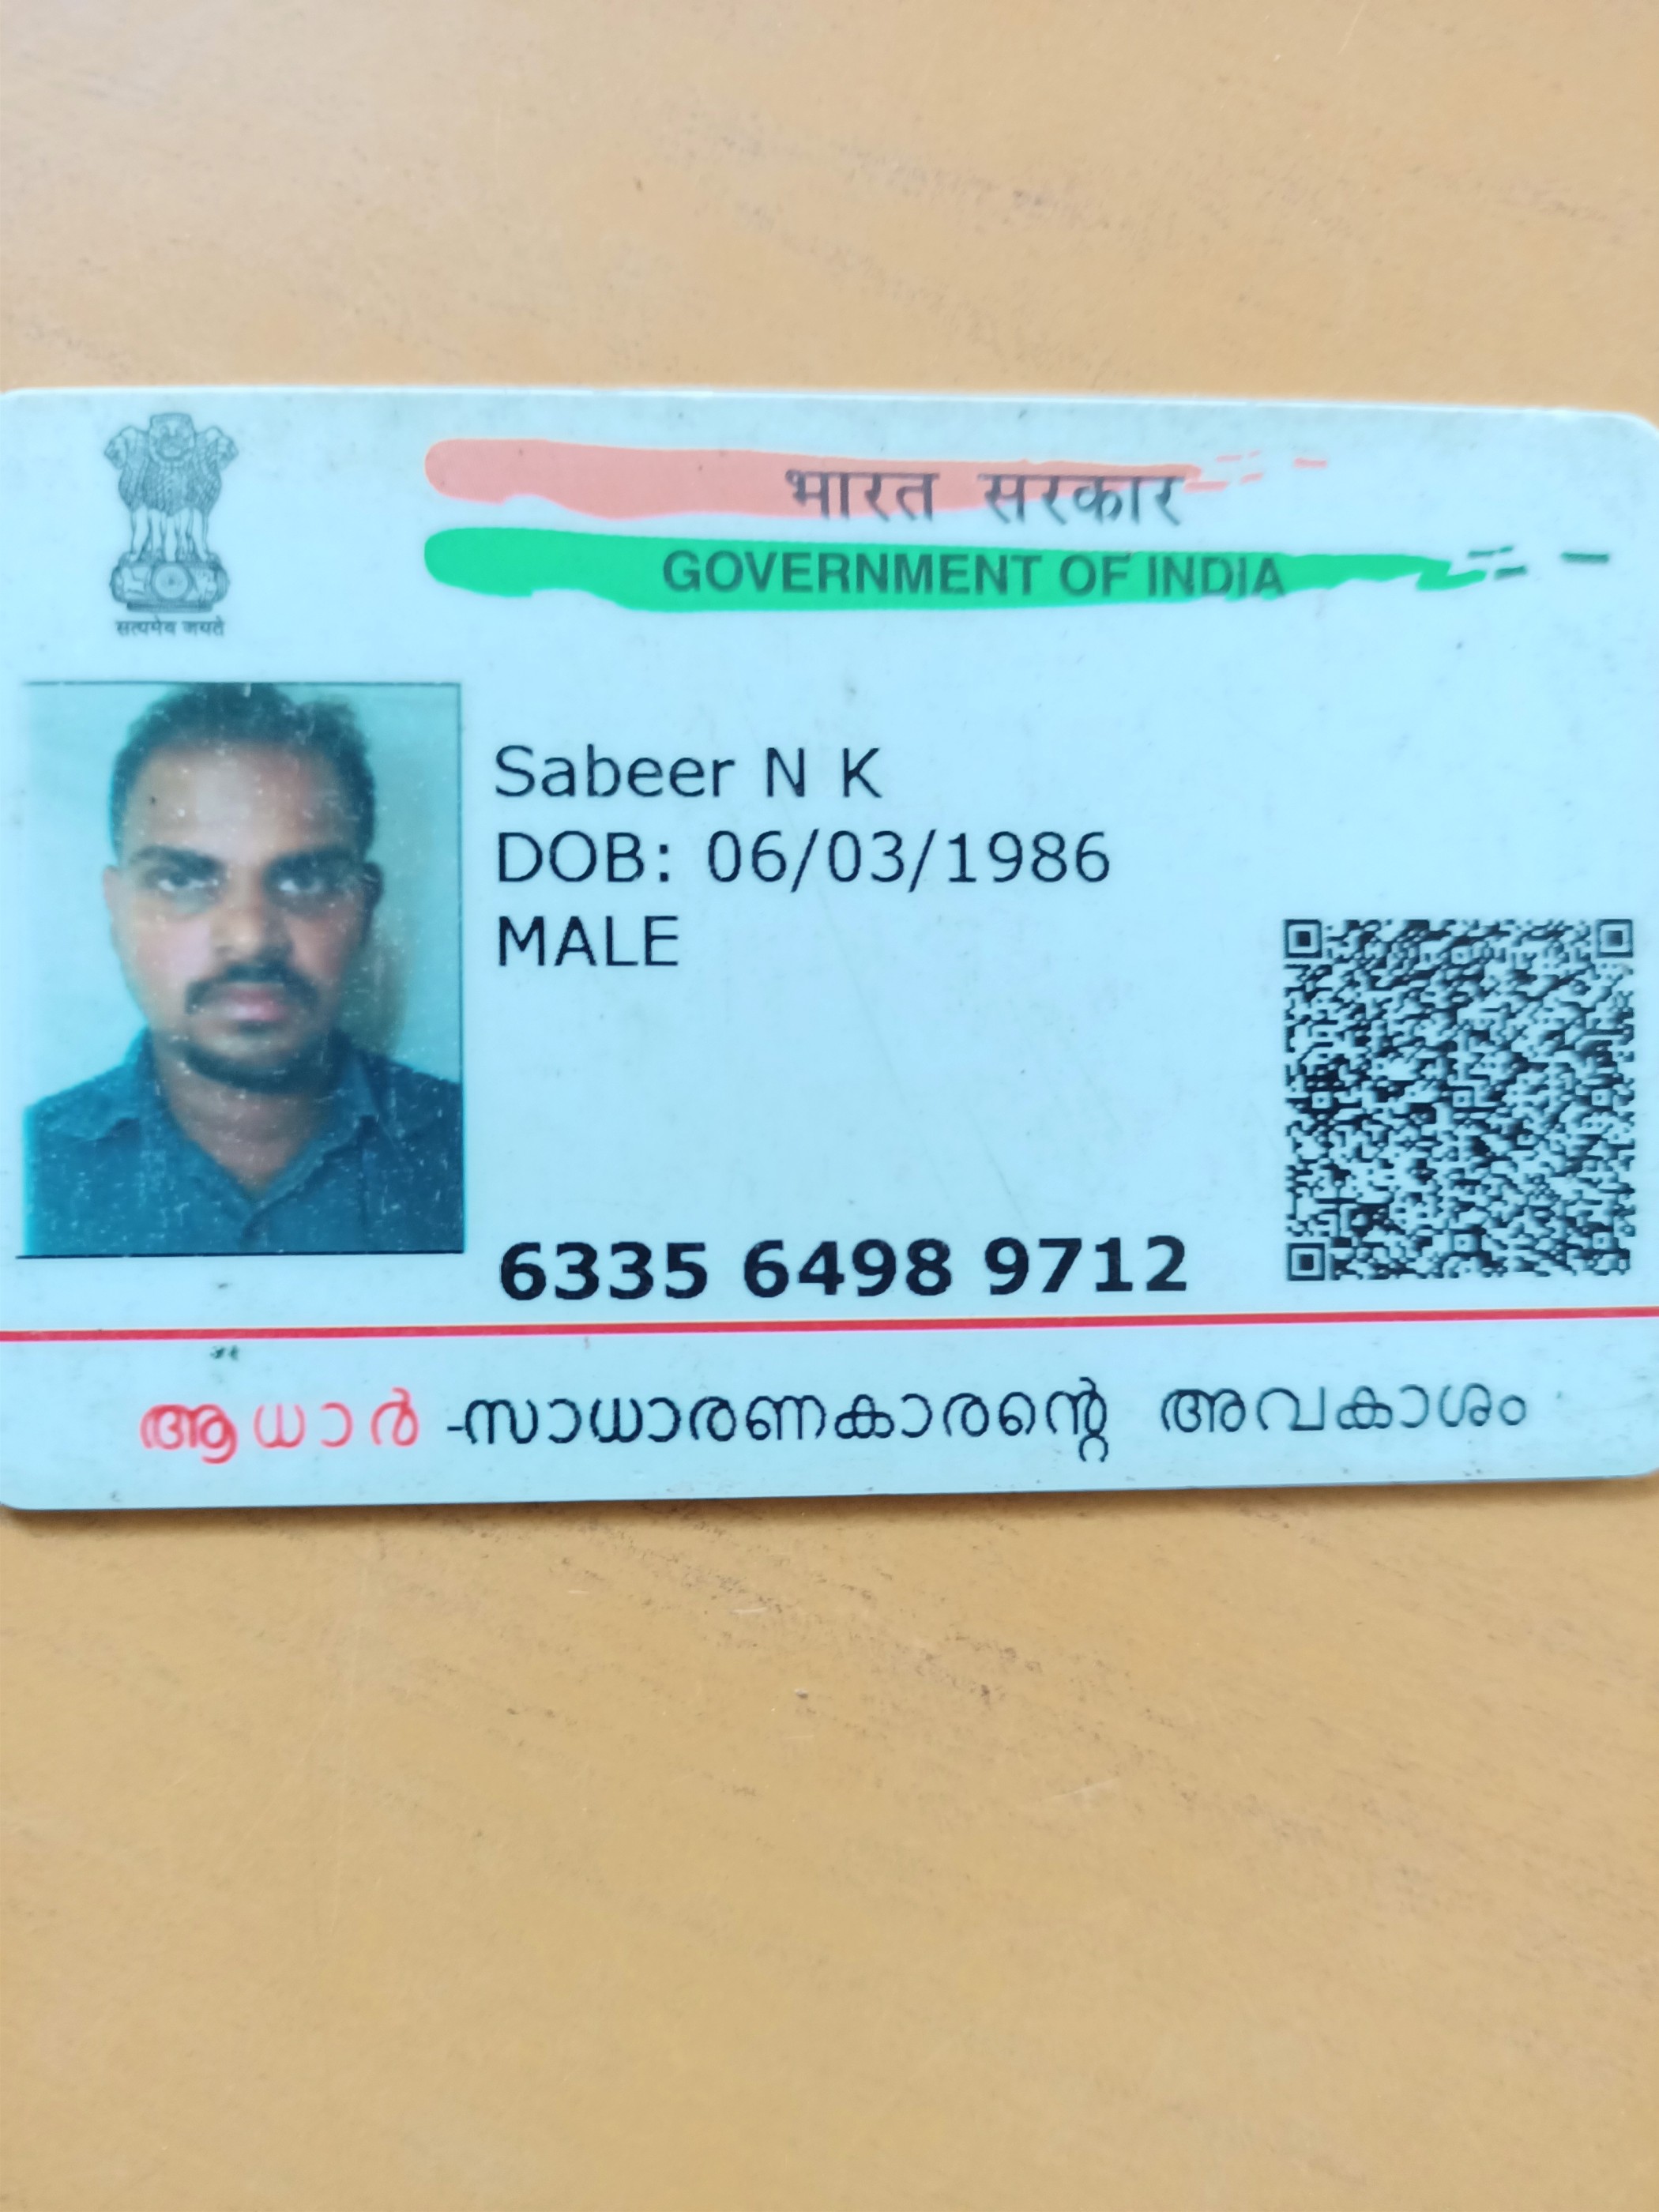 भारत सरकार
GOVERNMENT OF INDIA
सत्यमेव जयते
Sabeer N K
DOB: 06/03/1986
MALE
6335 6498 9712
ആധാർ -സാധാരണകാരന്റെ അവകാശം